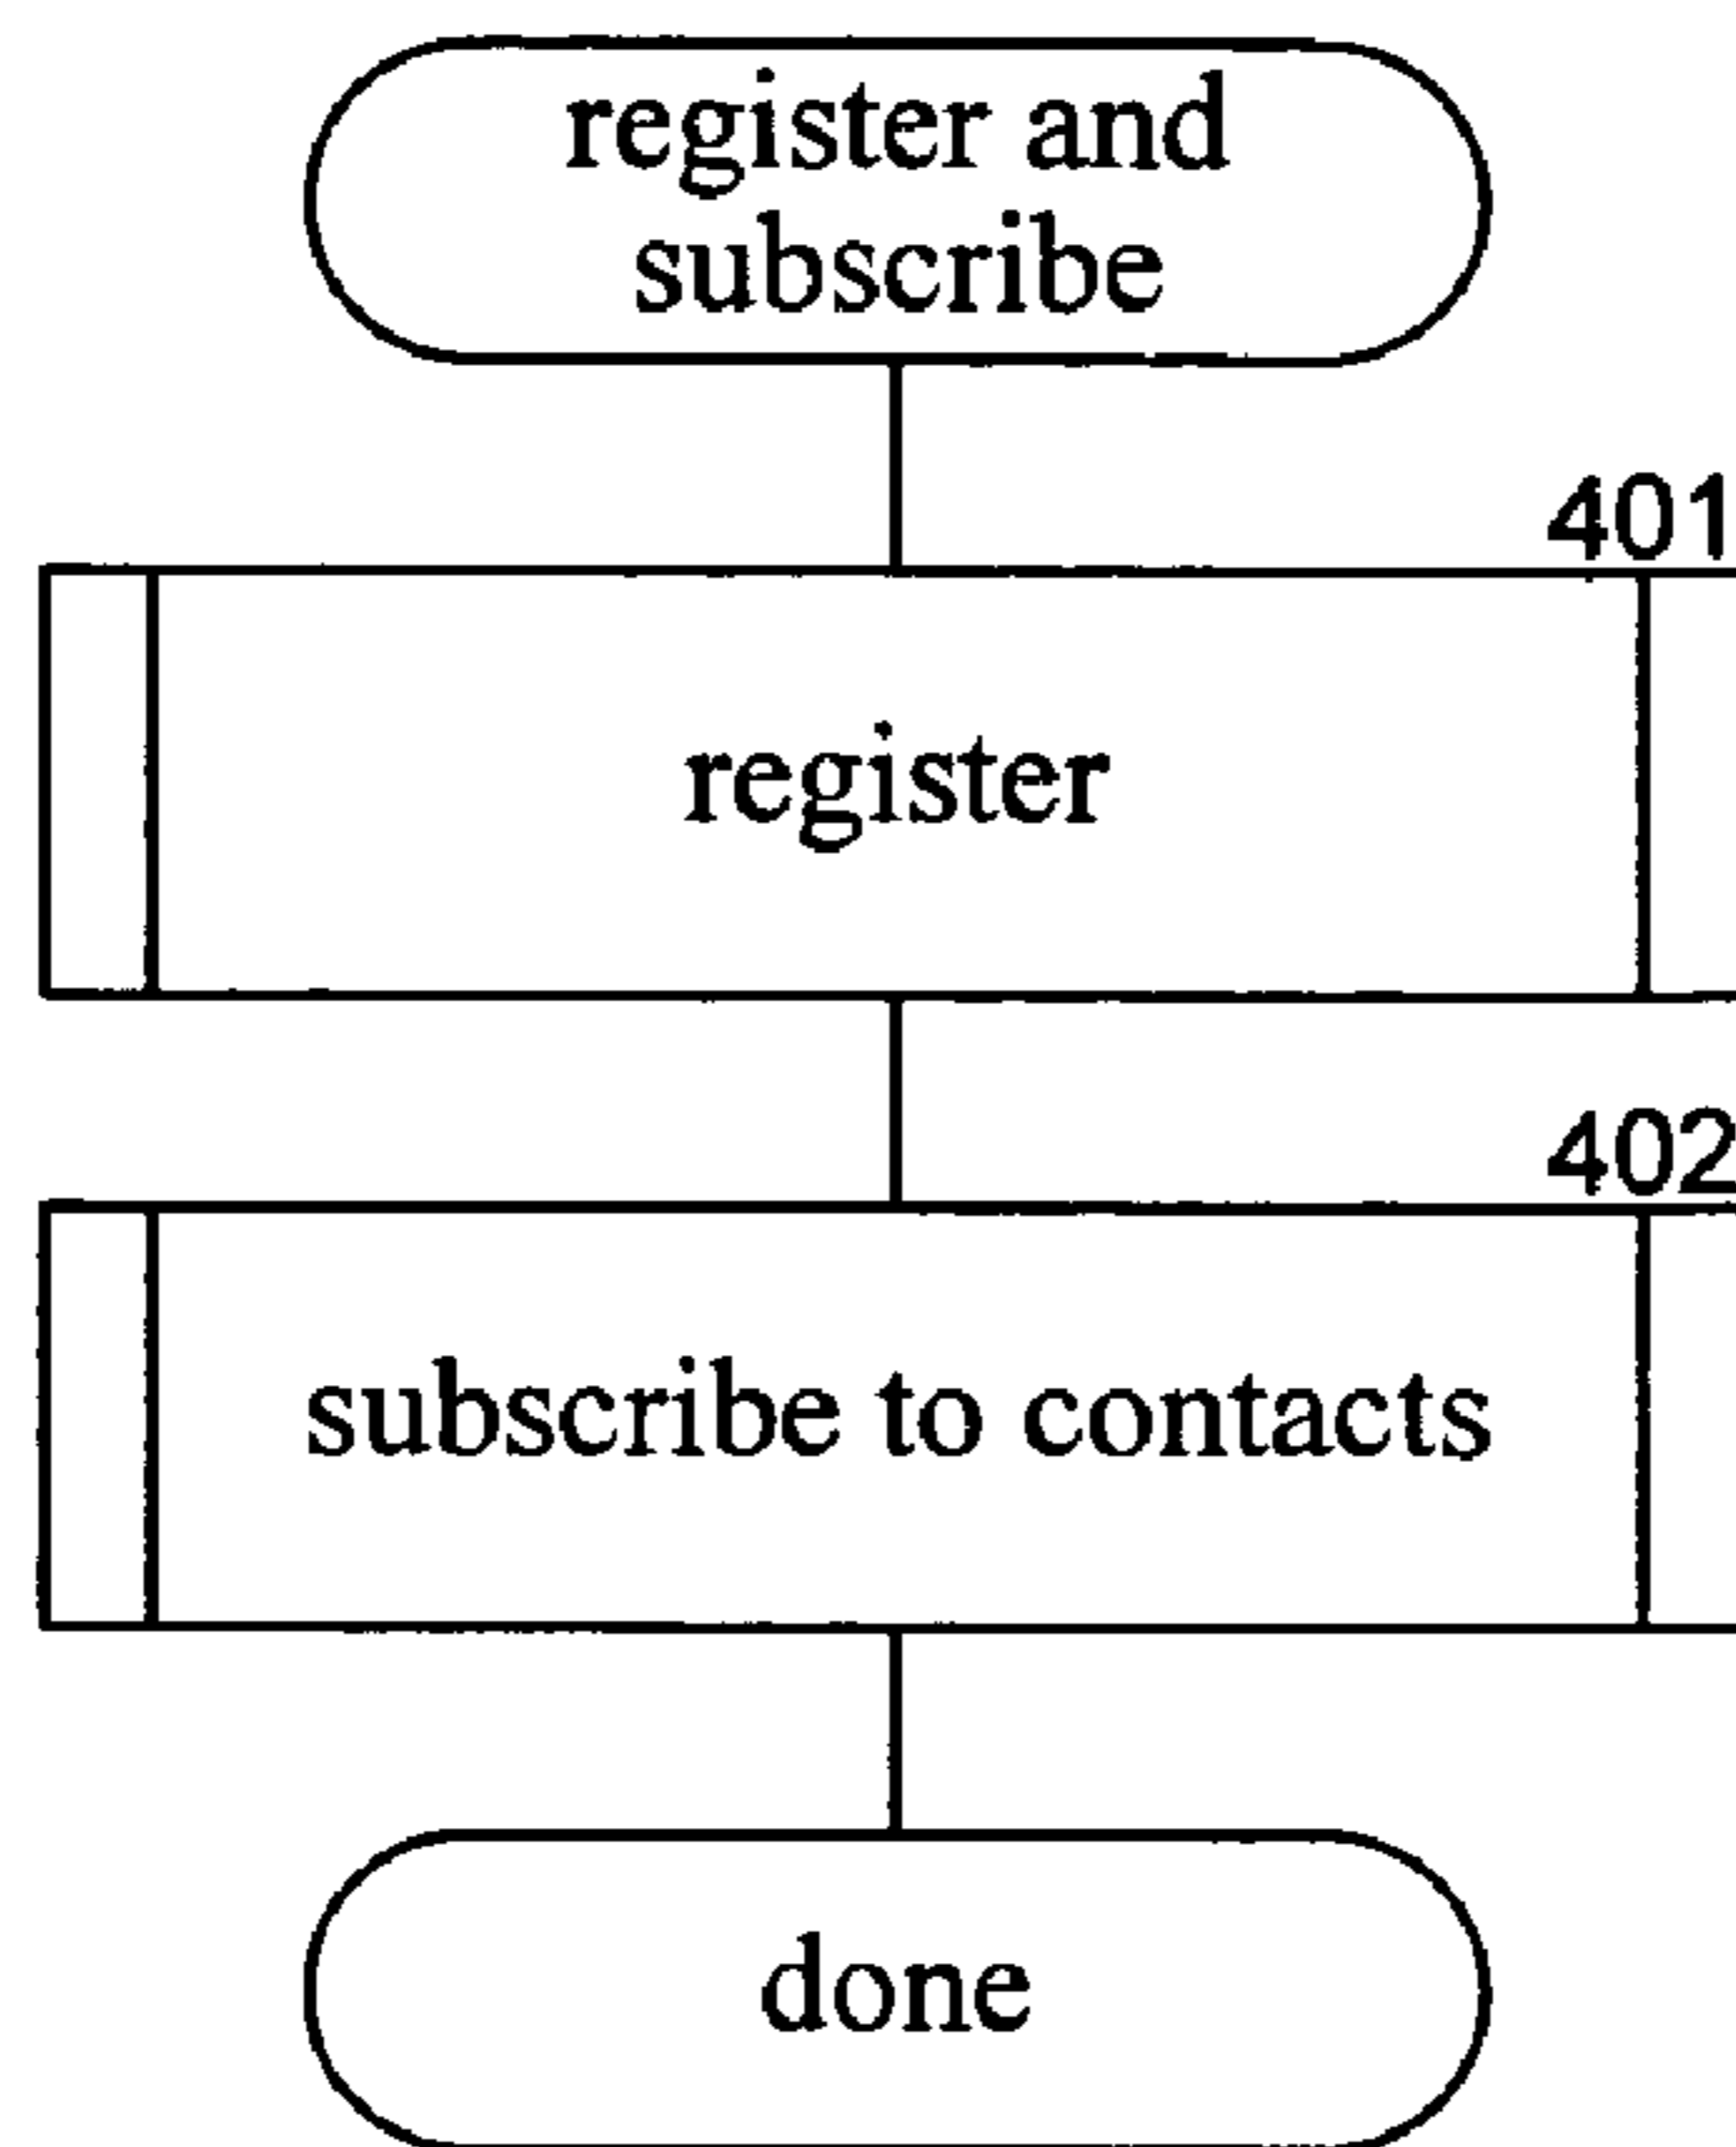 register and
subscribe
401
register
402
subscribe to contacts
done